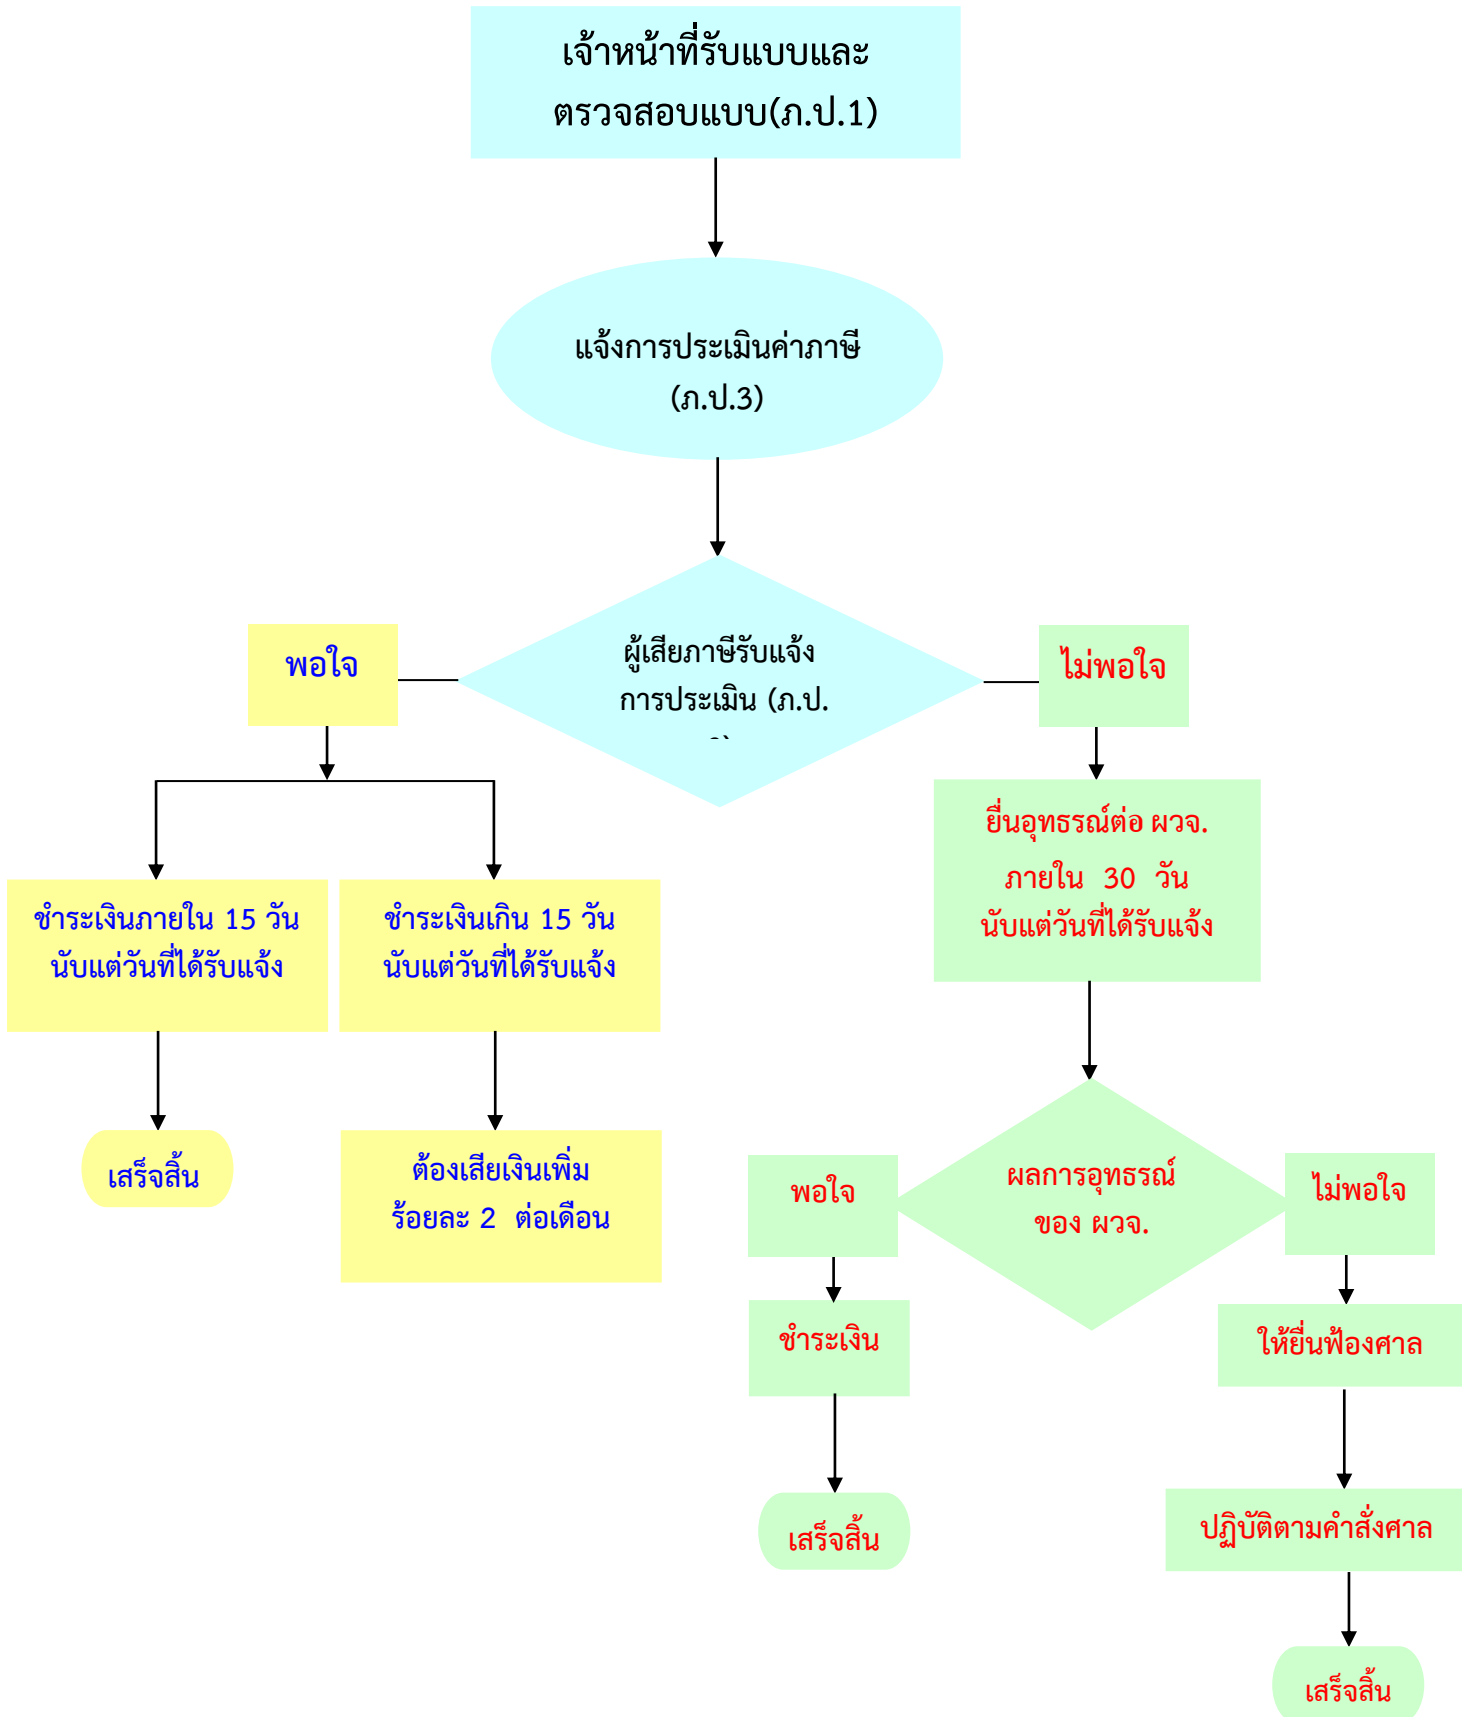 เจ้าหน้าที่รับแบบและ
ตรวจสอบแบบ(ภ.ป.1)
แจ้งการประเมินค่าภาษี
(ภ.ป.3)
ผู้เสียภาษีรับแจ้ง
การประเมิน (ภ.ป.
พอใจ
ไม่พอใจ
ชำระเงินภายใน 15 วัน
นับแต่วันที่ได้รับแจ้ง
ชำระเงินเกิน 15 วัน
นับแต่วันที่ได้รับแจ้ง
ยื่นอุทธรณ์ต่อ ผวจ.
ภายใน 30 วัน
นับแต่วันที่ได้รับแจ้ง
เสร็จสิ้น
ต้องเสียเงินเพิ่ม
ร้อยละ 2 ต่อเดือน
พอใจ
ผลการอุทธรณ์
ของ ผวจ.
ไม่พอใจ
ชำระเงิน
ให้ยื่นฟ้องศาล
เสร็จสิ้น
ปฏิบัติตามคำสั่งศาล
เสร็จสิ้น